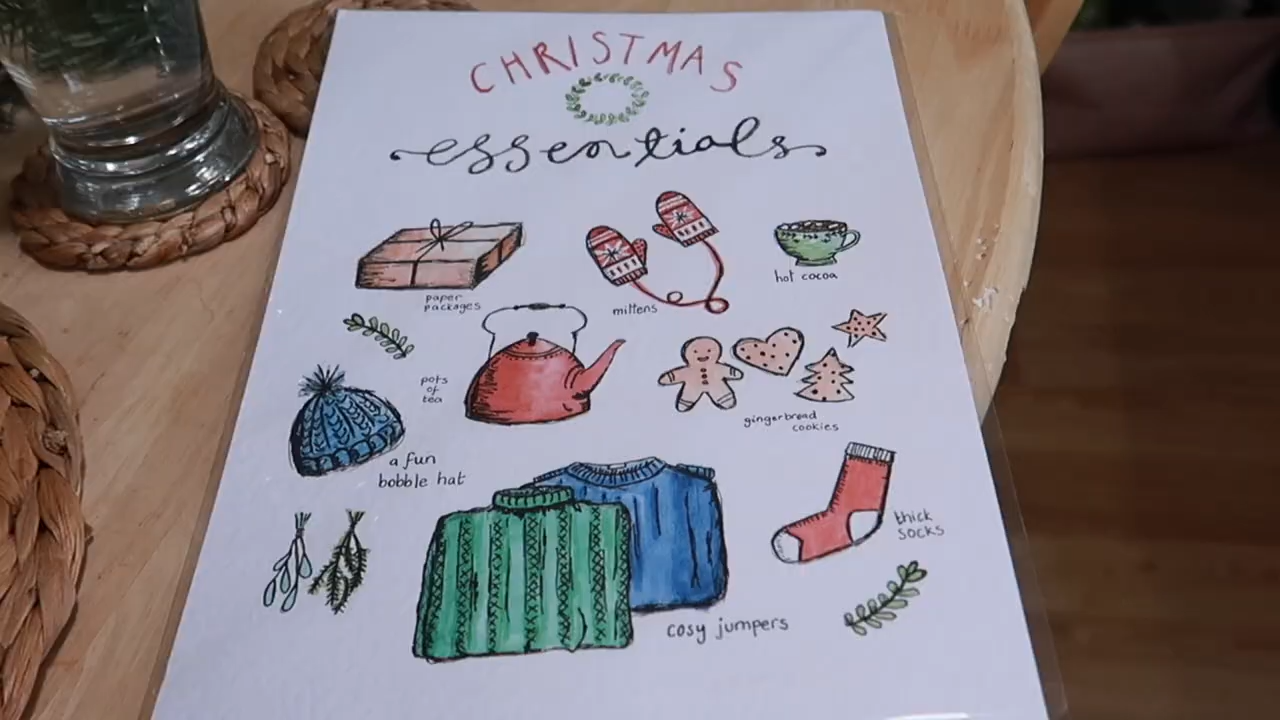 CHRISTMAS
essentials
paper
packages
mittens
hot cocoa
pots
of
tea
gingerbread
cookies
a fun
bobble hat
thick
socks
cosy jumpers